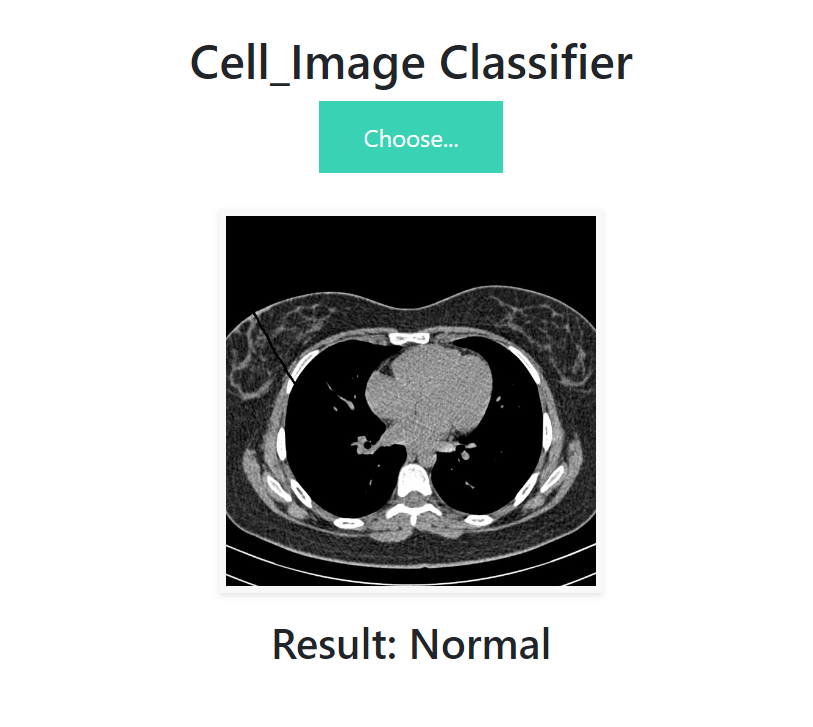 Cell_Image Classifier
Choose...
Result: Normal